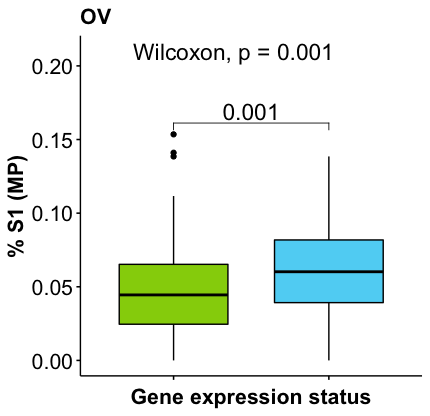 OV
Wilcoxon, p = 0.001
0.001
% S1 (MP)
0.20
0.15
0.10
0.05
0.00
Gene expression status